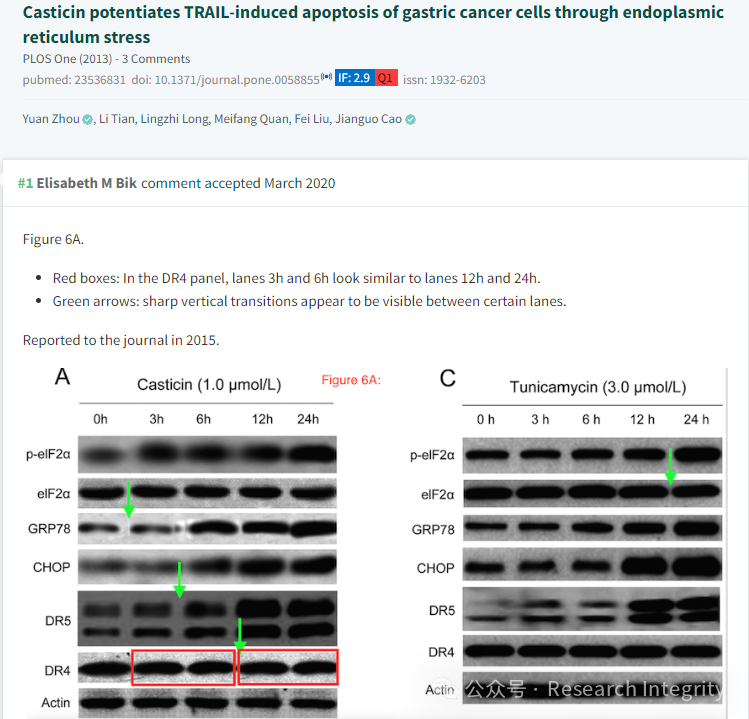 Casticin potentiates TRAIL-induced apoptosis of gastric cancer cells through endoplasmic
reticulum stress
PLOS One (2013) - 3 Comments
pubmed: 23536831 doi: 10.1371/journal.pone.0058855 IF: 2.9 Q1 issn: 1932-6203
Yuan Zhou, Li Tian, Lingzhi Long, Meifang Quan, Fei Liu, Jianguo Cao
#1 Elisabeth M Bik comment accepted March 2020
Figure 6A.
• Red boxes: In the DR4 panel, lanes 3h and 6h look similar to lanes 12h and 24h.
• Green arrows: sharp vertical transitions appear to be visible between certain lanes.
Reported to the journal in 2015.
A
Casticin (1.0 μmol/L)
Figure 6A:
0h 3h 6h 12h 24h
p-eIF2α
eIF2α
GRP78
CHOP
DR5
DR4
Actin
C
Tunicamycin (3.0 μmol/L)
0 h 3 h 6 h 12 h 24 h
p-eIF2α
eIF2α
GRP78
CHOP
DR5
DR4
Actin
公众号 · Research Integrity